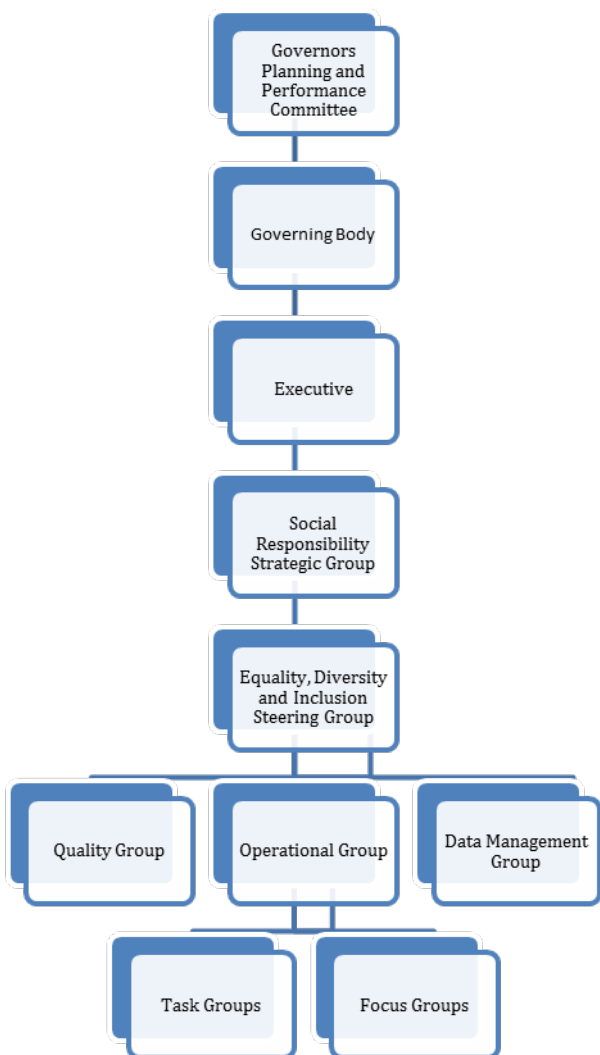 Governors
Planning and
Performance
Committee
Governing Body
Executive
Social
Responsibility
Strategic Group
Equality, Diversity
and Inclusion
Steering Group
Quality Group
Operational Group
Data Management
Group
Task Groups
Focus Groups